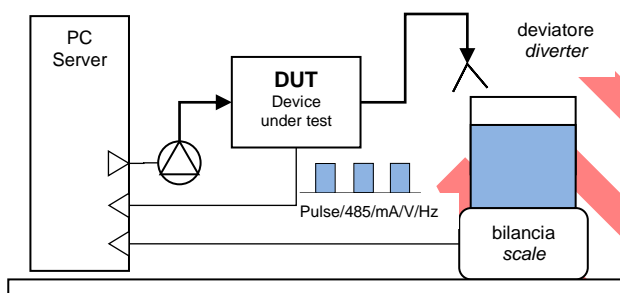 PC
Server
DUT
Device
under test
deviatore
diverter
Pulse/485/mA/V/Hz
bilancia
scale